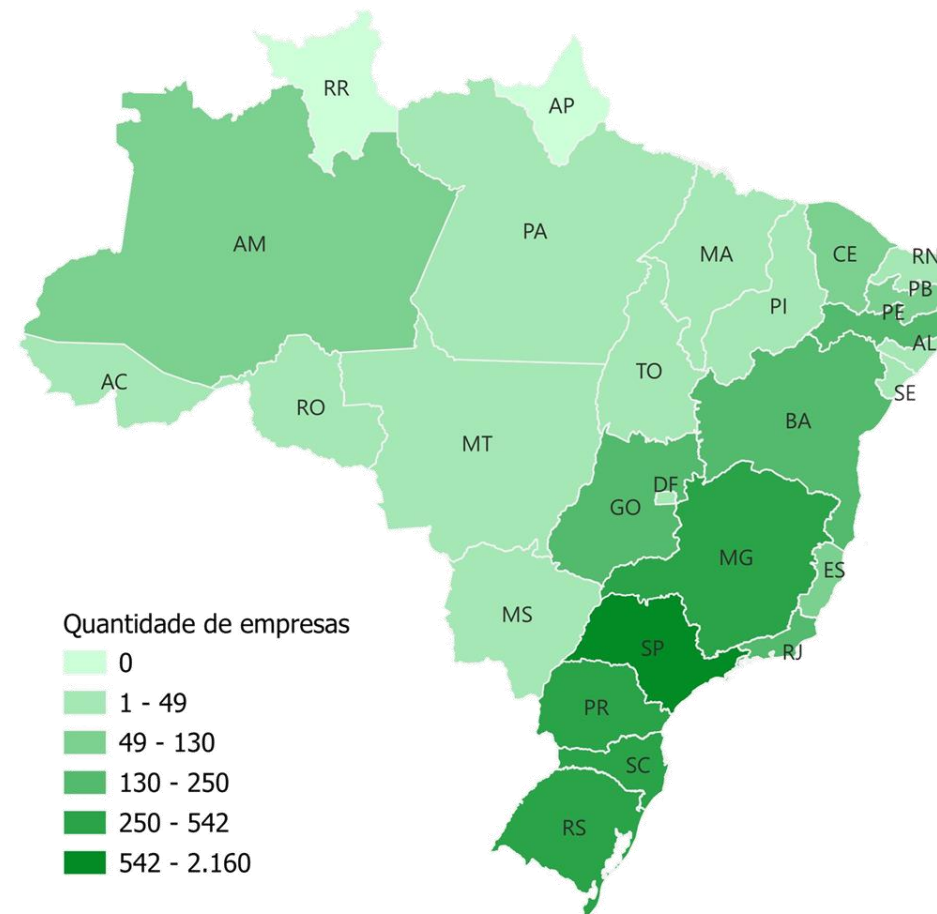 RR
AP
AM
PA
MA
CE
RN
PB
PI
PE
AL
TO
SE
AC
RO
BA
MT
DF
GO
MG
ES
MS
SP
RJ
PR
SC
RS
Quantidade de empresas
0
1 - 49
49 - 130
130 - 250
250 - 542
542 - 2.160